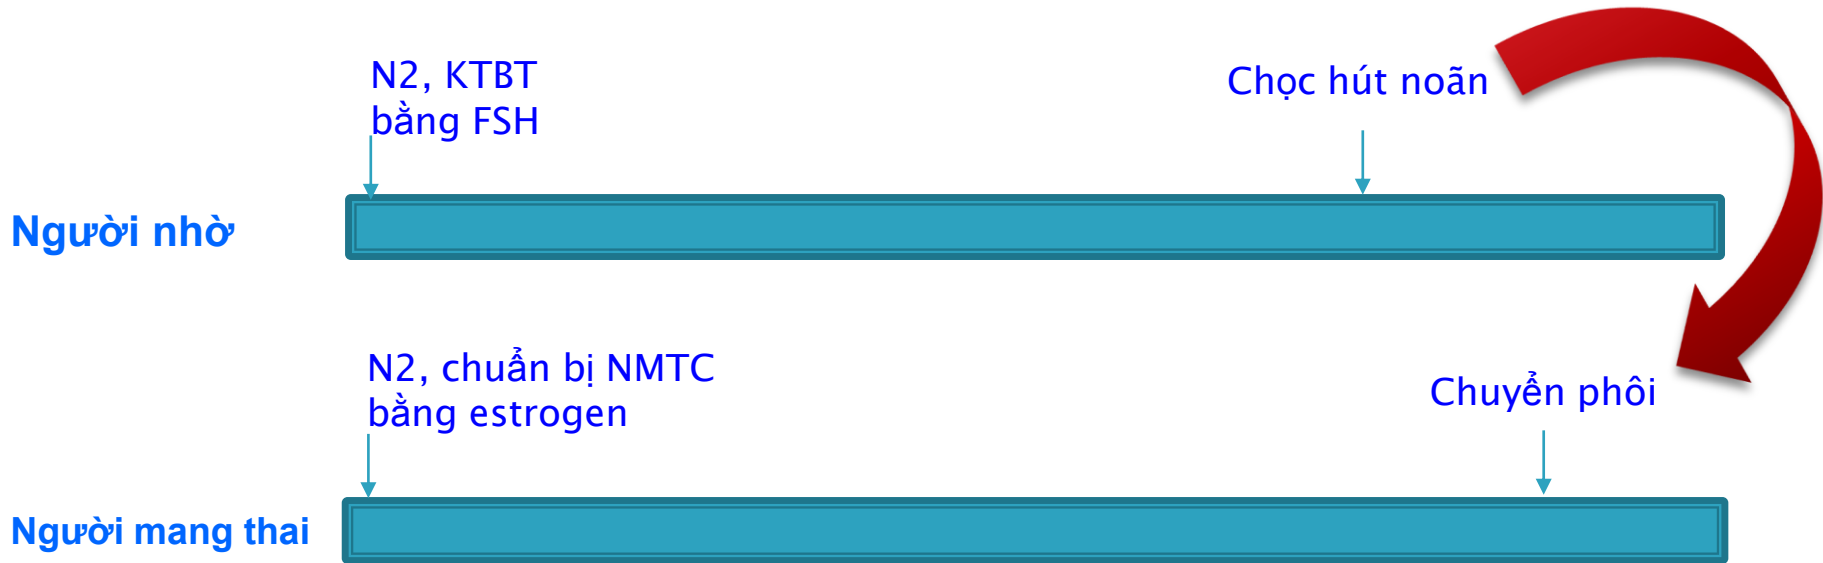 N2, KTBT
bằng FSH
Chọc hút noãn
Người nhờ
N2, chuẩn bị NMTC
bằng estrogen
Chuyển phôi
Người mang thai